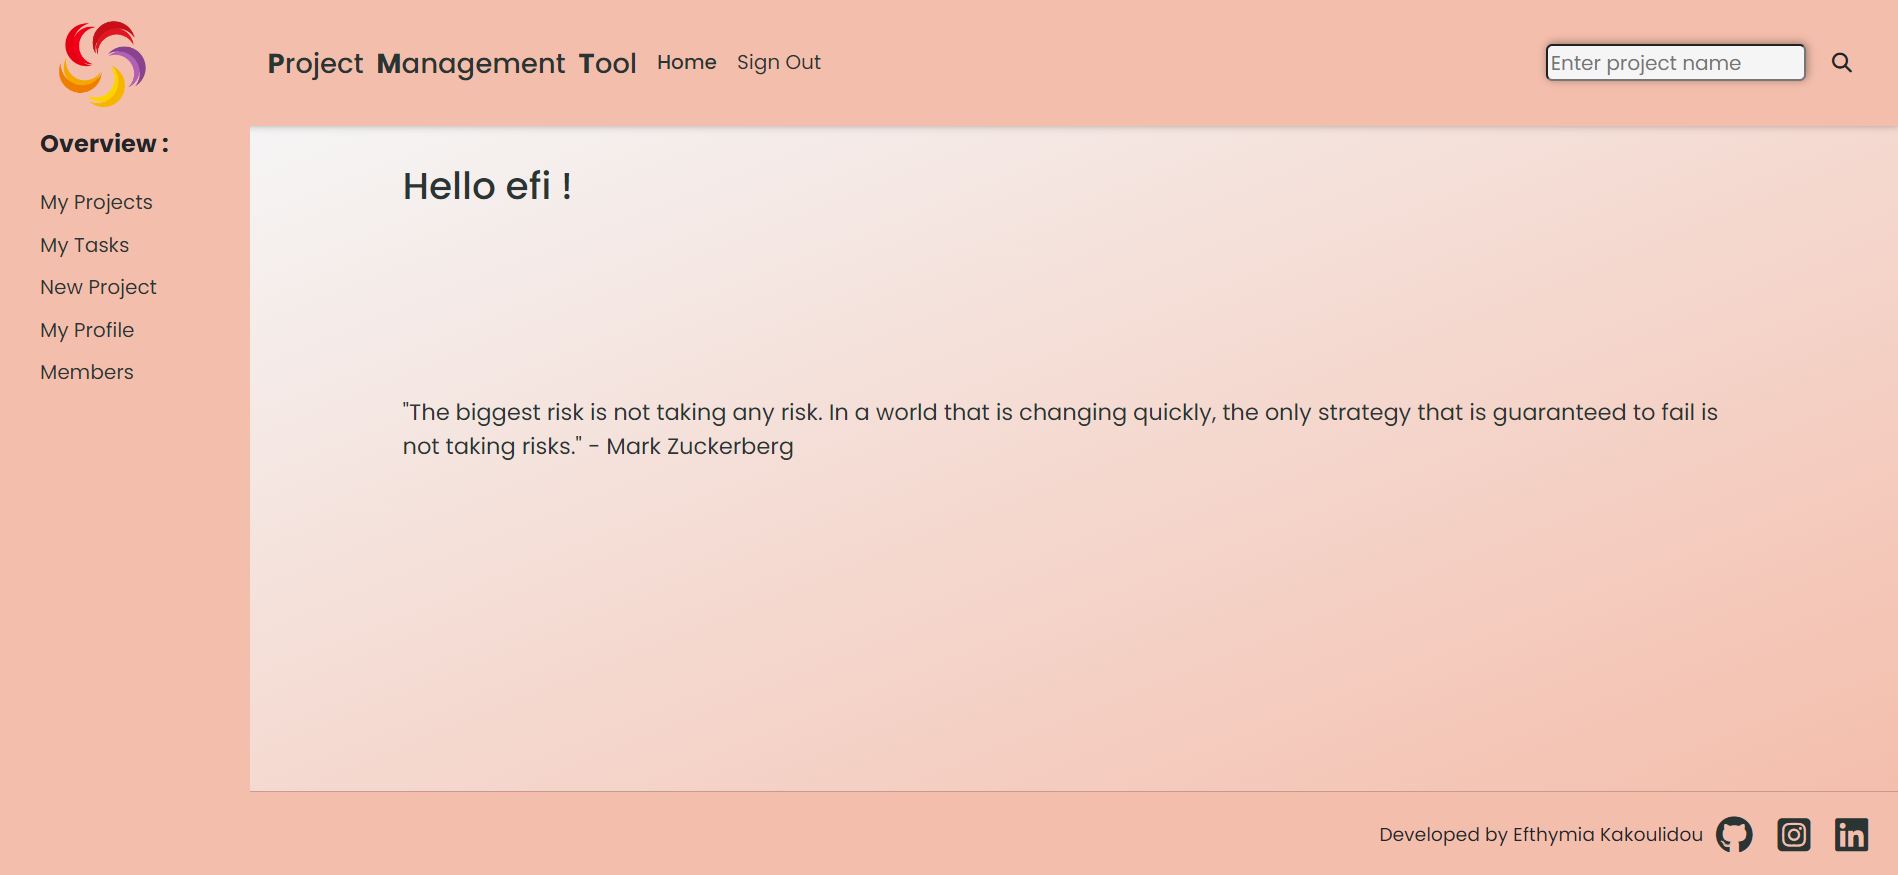 Project Management Tool Home Sign Out
Enter project name
Overview :
My Projects
My Tasks
New Project
My Profile
Members
Hello efi !
"The biggest risk is not taking any risk. In a world that is changing quickly, the only strategy that is guaranteed to fail is
not taking risks." - Mark Zuckerberg
Developed by Efthymia Kakoulidou